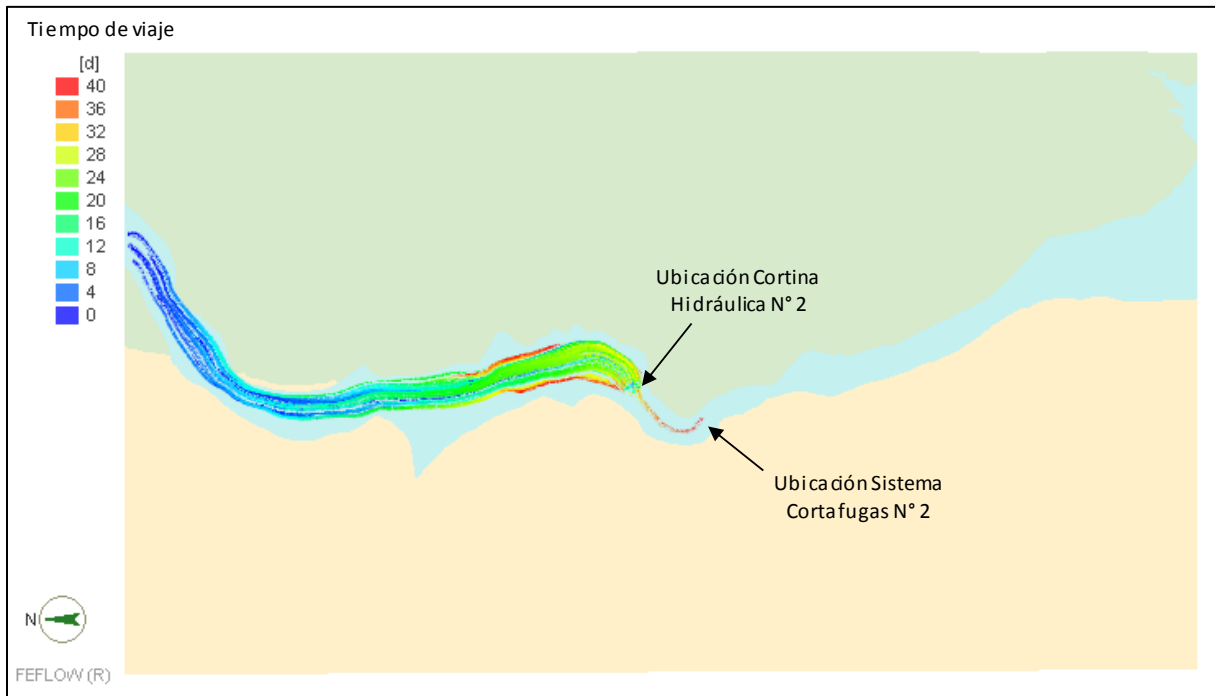 Tiempo de viaje
[d]
40
36
32
28
24
20
16
12
8
4
0
Ubicación Cortina
Hidráulica N° 2
Ubicación Sistema
Cortafugas N° 2
N
FEFLOW (R)